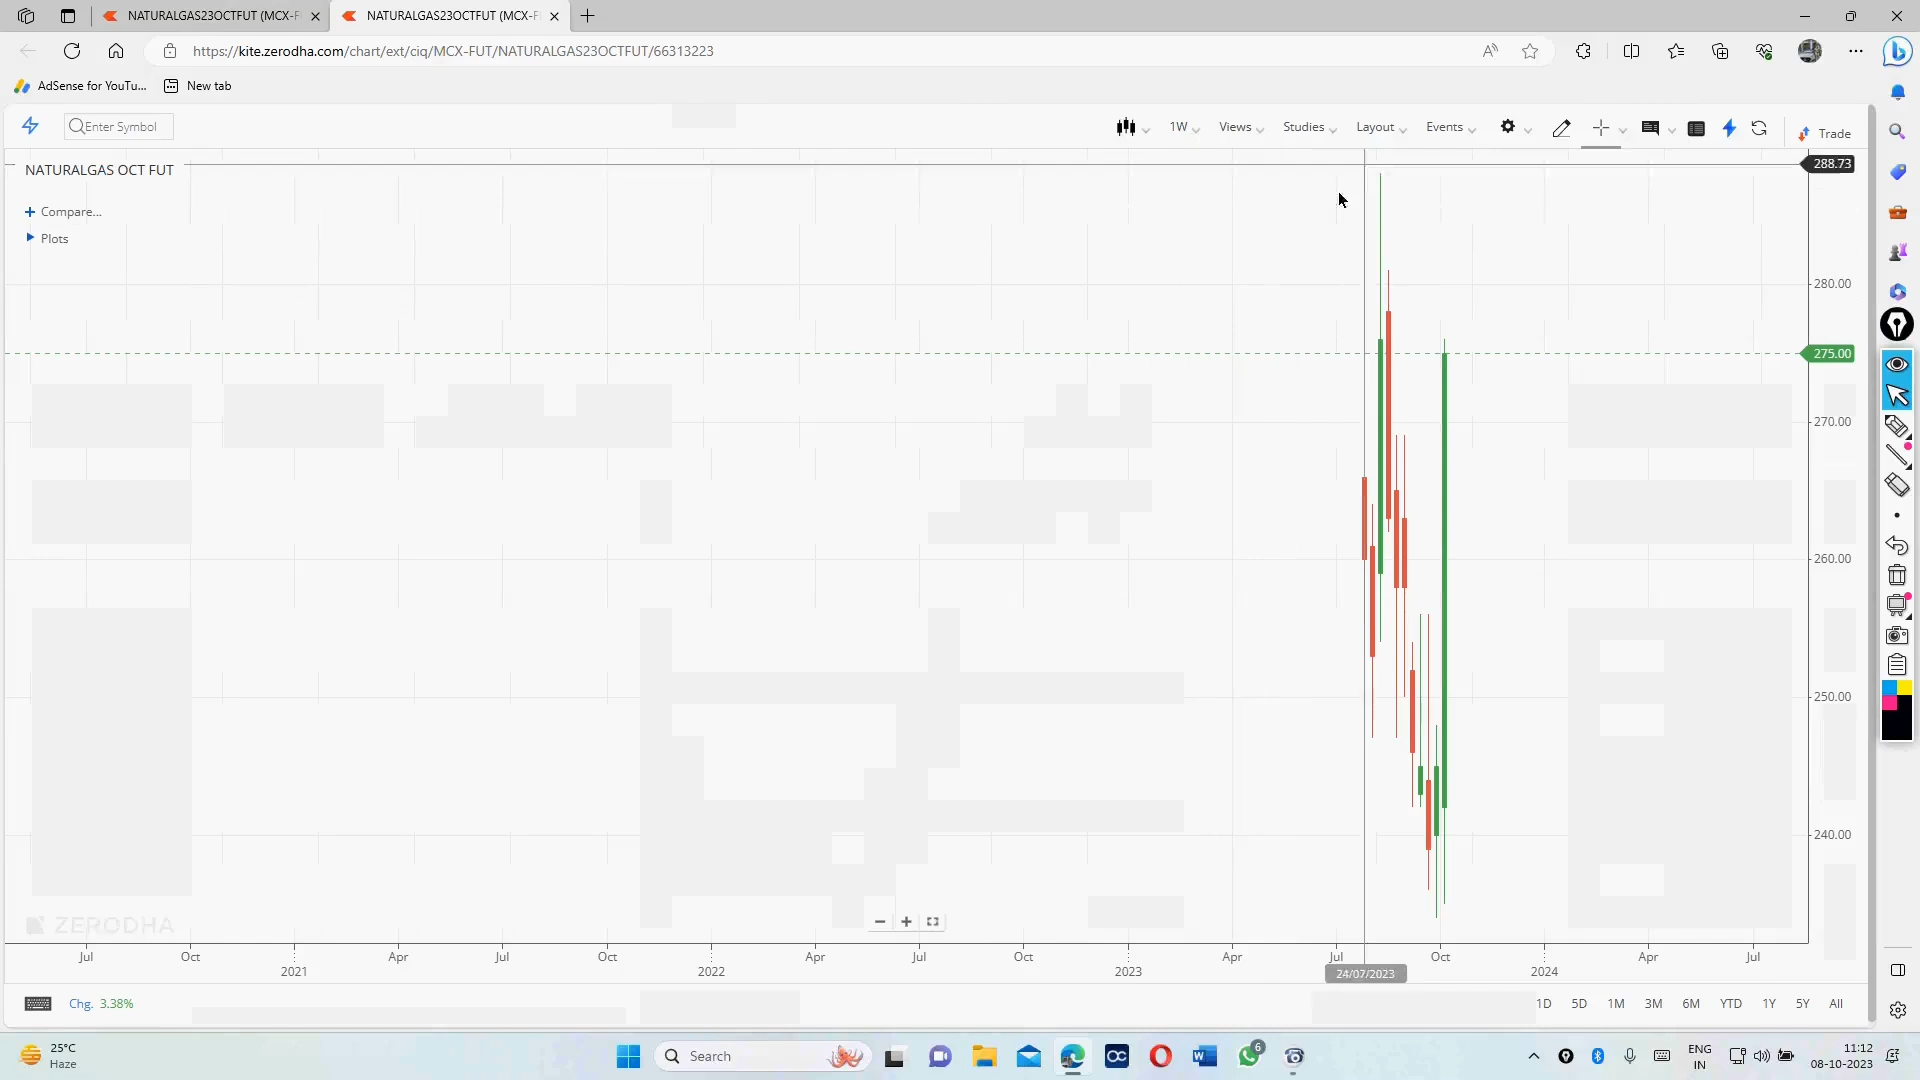 NATURALGAS23OCTFUT (MCX-F
NATURALGAS23OCTFUT (MCX-F
https://kite.zerodha.com/chart/ext/ciq/MCX-FUT/NATURALGAS23OCTFUT/66313223
AdSense for YouTu...
New tab
Enter Symbol
1W
Views
Studies
Layout
Events
Trade
NATURALGAS OCT FUT
288.73
Compare...
Plots
280.00
275.00
270.00
260.00
250.00
240.00
ZERODHA
Jul Oct 2021 Apr Jul Oct 2022 Apr Jul Oct 2023 Apr Jul Oct 2024 Apr Jul
24/07/2023
Chg. 3.38%
1D 5D 1M 3M 6M YTD 1Y 5Y All
25°C
Haze
Search
6
ENG
IN
11:12
08-10-2023